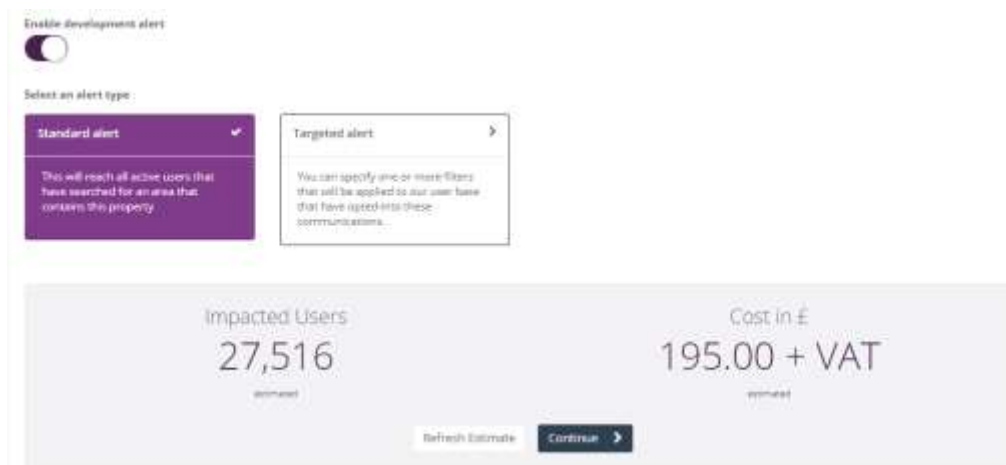 Enable development alert
Select an alert type
Standard alert
This will reach all active users that
have searched for an area that
contains this property
Targeted alert
You can specify one or more filters
that will be applied to our user base
that have opted into these
communications.
Impacted Users
27,516
estimated
Cost in £
195.00 + VAT
estimated
Refresh Estimate
Continue